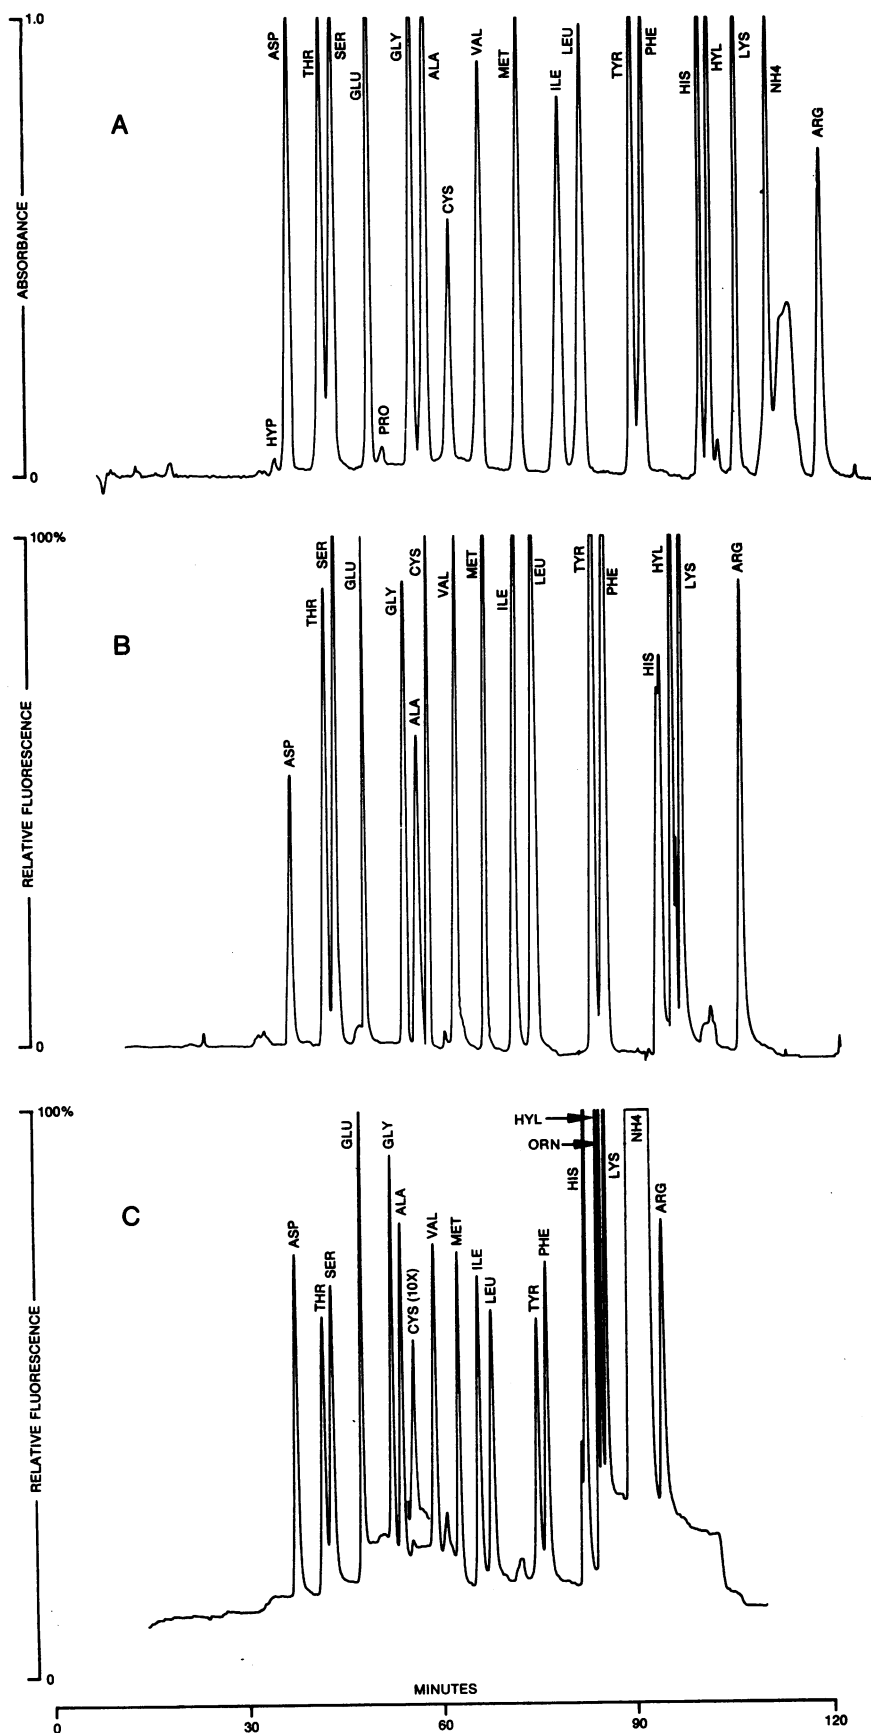 1.0
ABSORBANCE
0
A
HYP
ASP
THR
SER
GLU
PRO
GLY
ALA
CYS
VAL
MET
ILE
LEU
TYR
PHE
HIS
HYL
LYS
NH4
ARG
100%
RELATIVE FLUORESCENCE
0
B
ASP
THR
SER
GLU
GLY
ALA
CYS
VAL
MET
ILE
LEU
TYR
PHE
HIS
HYL
LYS
ARG
100%
RELATIVE FLUORESCENCE
0
C
ASP
THR
SER
GLU
GLY
ALA
CYS (10X)
VAL
MET
ILE
LEU
TYR
PHE
HIS
HYL
ORN
LYS
NH4
ARG
MINUTES
0
30
60
90
120